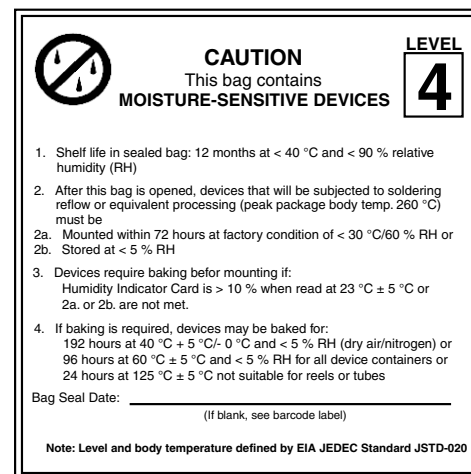 CAUTION
This bag contains
MOISTURE-SENSITIVE DEVICES
LEVEL
4
1. Shelf life in sealed bag: 12 months at < 40 °C and < 90 % relative
humidity (RH)
2. After this bag is opened, devices that will be subjected to soldering
reflow or equivalent processing (peak package body temp. 260 °C)
must be
2a. Mounted within 72 hours at factory condition of < 30 °C/60 % RH or
2b. Stored at < 5 % RH
3. Devices require baking befor mounting if:
Humidity Indicator Card is > 10 % when read at 23 °C ± 5 °C or
2a. or 2b. are not met.
4. If baking is required, devices may be baked for:
192 hours at 40 °C + 5 °C/- 0 °C and < 5 % RH (dry air/nitrogen) or
96 hours at 60 °C ± 5 °C and < 5 % RH for all device containers or
24 hours at 125 °C ± 5 °C not suitable for reels or tubes
Bag Seal Date:
(If blank, see barcode label)
Note: Level and body temperature defined by EIA JEDEC Standard JSTD-020